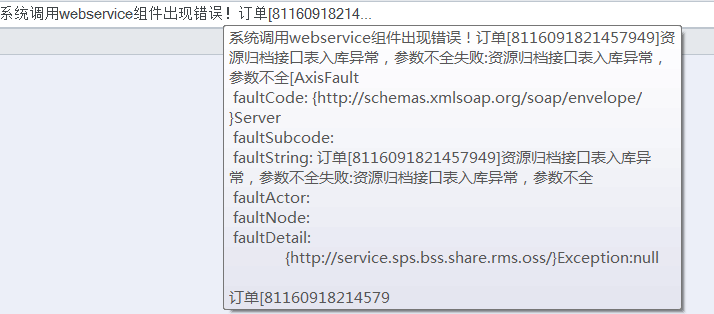 系统调用webservice组件出现错误！订单[81160918214...
系统调用webservice组件出现错误！订单[8116091821457949]资
源归档接口表入库异常，参数不全失败:资源归档接口表入库异常，
参数不全[AxisFault
faultCode: {http://schemas.xmlsoap.org/soap/envelope/
}Server
faultSubcode:
faultString: 订单[8116091821457949]资源归档接口表入库异
常，参数不全失败:资源归档接口表入库异常，参数不全
faultActor:
faultNode:
faultDetail:
{http://service.sps.bss.share.rms.oss/}Exception:null
订单[81160918214579